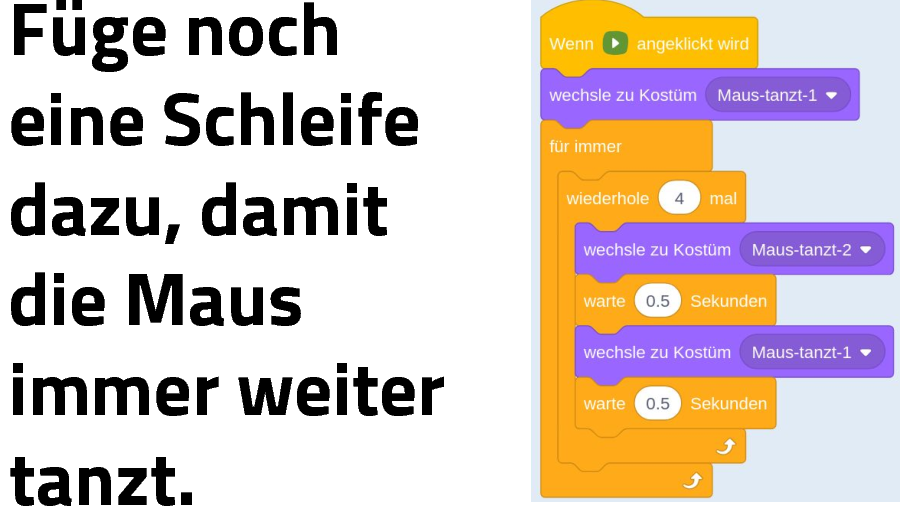 Füge noch
eine Schleife
dazu, damit
die Maus
immer weiter
tanzt.
Wenn angeklickt wird
wechsle zu Kostüm Maus-tanzt-1
für immer
wiederhole 4 mal
wechsle zu Kostüm Maus-tanzt-2
warte 0.5 Sekunden
wechsle zu Kostüm Maus-tanzt-1
warte 0.5 Sekunden